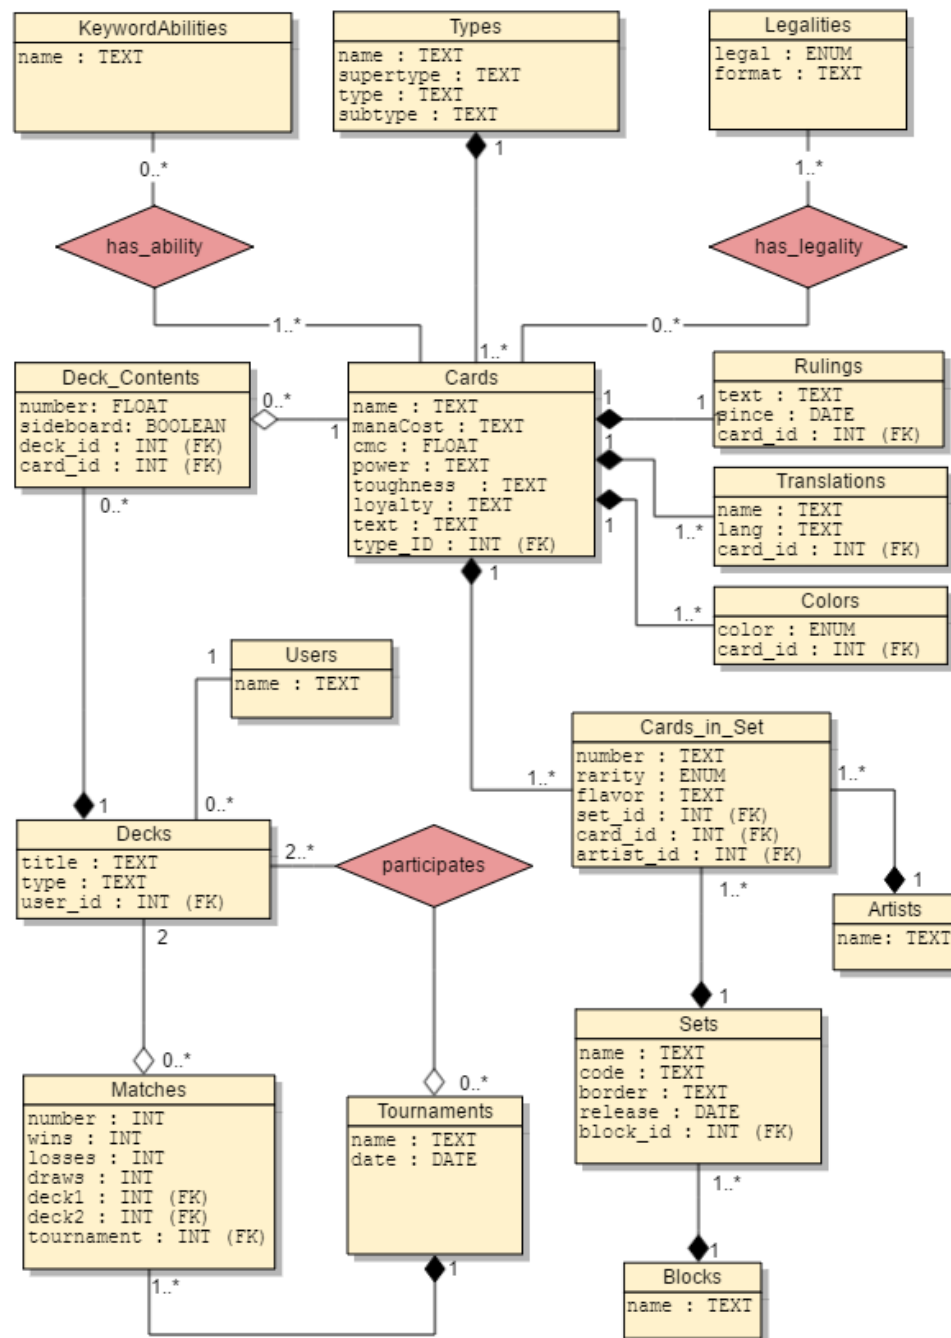 KeywordAbilities
name : TEXT
Types
name : TEXT
supertype : TEXT
type : TEXT
subtype : TEXT
Legalities
legal : ENUM
format : TEXT
0..*
1
1..*
has_ability
has_legality
1..*
1..*
0..*
Deck_Contents
number: FLOAT
sideboard: BOOLEAN
deck_id : INT (FK)
card_id : INT (FK)
0..*
1
Cards
name : TEXT
manaCost : TEXT
cmc : FLOAT
power : TEXT
toughness : TEXT
loyalty : TEXT
text : TEXT
type_ID : INT (FK)
1
1
Rulings
text : TEXT
since : DATE
card_id : INT (FK)
1
1..*
Translations
name : TEXT
lang : TEXT
card_id : INT (FK)
1
1..*
Colors
color : ENUM
card_id : INT (FK)
0..*
1
1
Users
name : TEXT
0..*
1
Cards_in_Set
number : TEXT
rarity : ENUM
flavor : TEXT
set_id : INT (FK)
card_id : INT (FK)
artist_id : INT (FK)
1..*
1..*
1..*
1
Artists
name: TEXT
Decks
title : TEXT
type : TEXT
user_id : INT (FK)
2..*
participates
2
0..*
0..*
1
Sets
name : TEXT
code : TEXT
border : TEXT
release : DATE
block_id : INT (FK)
Matches
number : INT
wins : INT
losses : INT
draws : INT
deck1 : INT (FK)
deck2 : INT (FK)
tournament : INT (FK)
Tournaments
name : TEXT
date : DATE
1..*
1
1..*
1
Blocks
name : TEXT